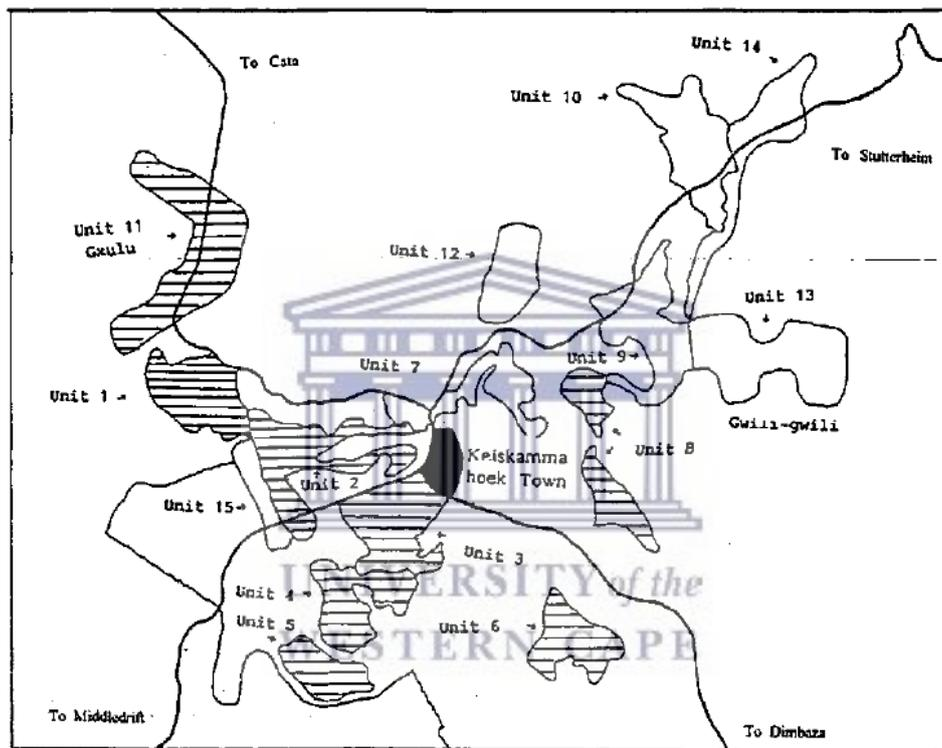 To Cata
Unit 14
Unit 10
To Stutterheim
Unit 11
Gxulu
Unit 12
Unit 13
Unit 7
Unit 9
Unit 1
Gwili-gwili
Unit 8
Keiskamma
hoek Town
Unit 2
Unit 15
Unit 3
UNIVERSITY of the
Unit 4
Unit 5
Unit 6
WESTERN CAPE
To Middledrift
To Dimbaza